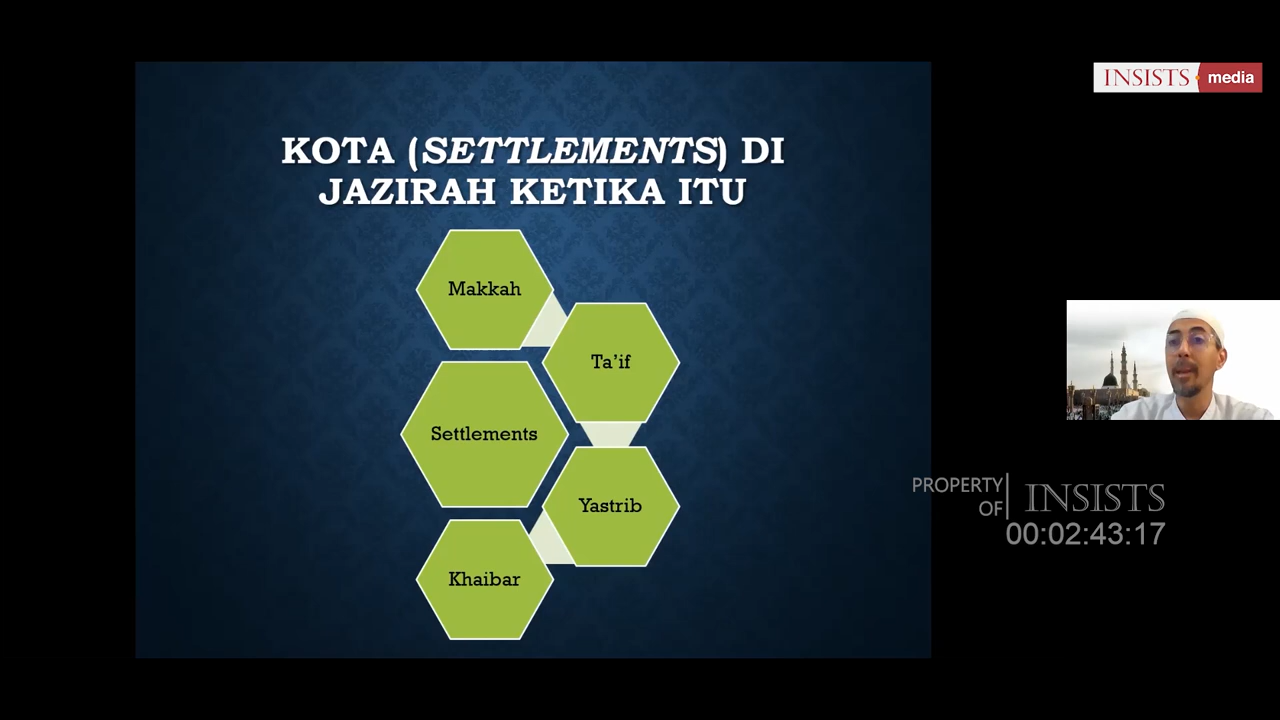 INSISTS media
KOTA (SETTLEMENTS) DI
JAZIRAH KETIKA ITU
Makkah
Ta’if
Settlements
Yastrib
Khaibar
PROPERTY
OF
INSISTS
00:02:43:17